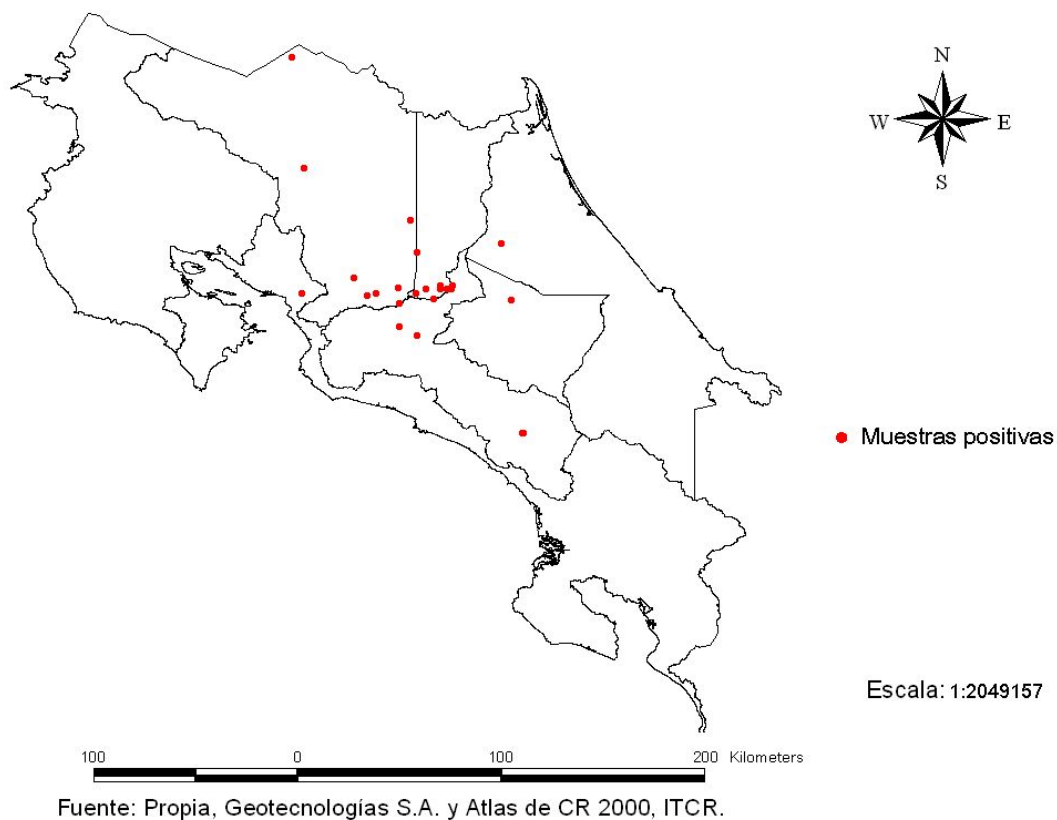 N
W E
S
Muestras positivas
Escala: 1:2049157
100 0 100 200 Kilometers
Fuente: Propia, Geotecnologías S.A. y Atlas de CR 2000, ITCR.